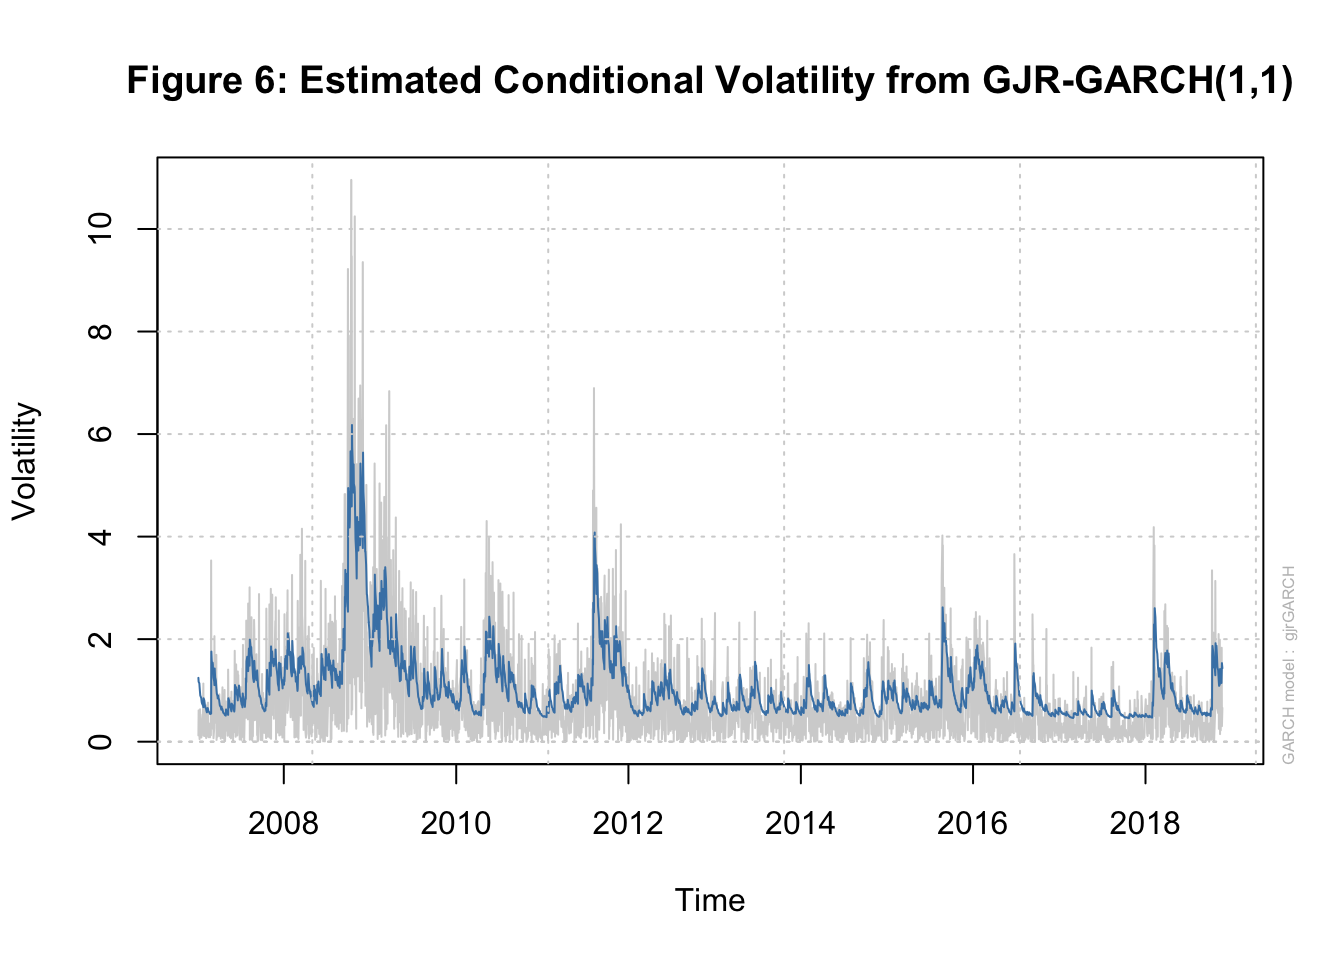 Figure 6: Estimated Conditional Volatility from GJR-GARCH(1,1)
Volatility
10
8
6
4
2
0
2008 2010 2012 2014 2016 2018
Time
GARCH model : gjrGARCH